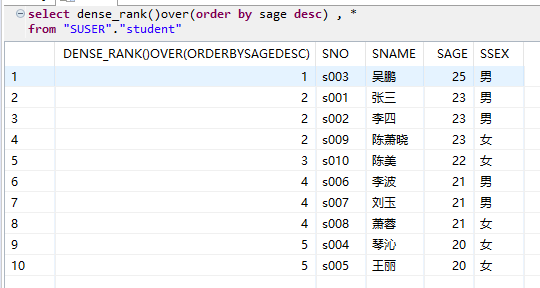 select dense_rank()over(order by sage desc) , *
from "SUSER"."student"
DENSE_RANK()OVER(ORDERBYSAGEDESC) SNO SNAME SAGE SSEX
1 1 s003 吴鹏 25 男
2 2 s001 张三 23 男
3 2 s002 李四 23 男
4 2 s009 陈萧晓 23 女
5 3 s010 陈美 22 女
6 4 s006 李波 21 男
7 4 s007 刘玉 21 男
8 4 s008 萧蓉 21 女
9 5 s004 琴沁 20 女
10 5 s005 王丽 20 女